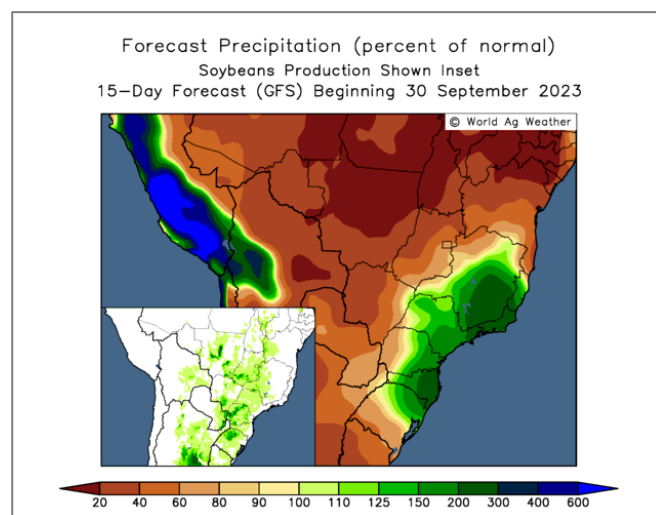 Forecast Precipitation (percent of normal)
Soybeans Production Shown Inset
15-Day Forecast (GFS) Beginning 30 September 2023
© World Ag Weather
20 40 60 80 90 100 110 125 150 200 300 400 600